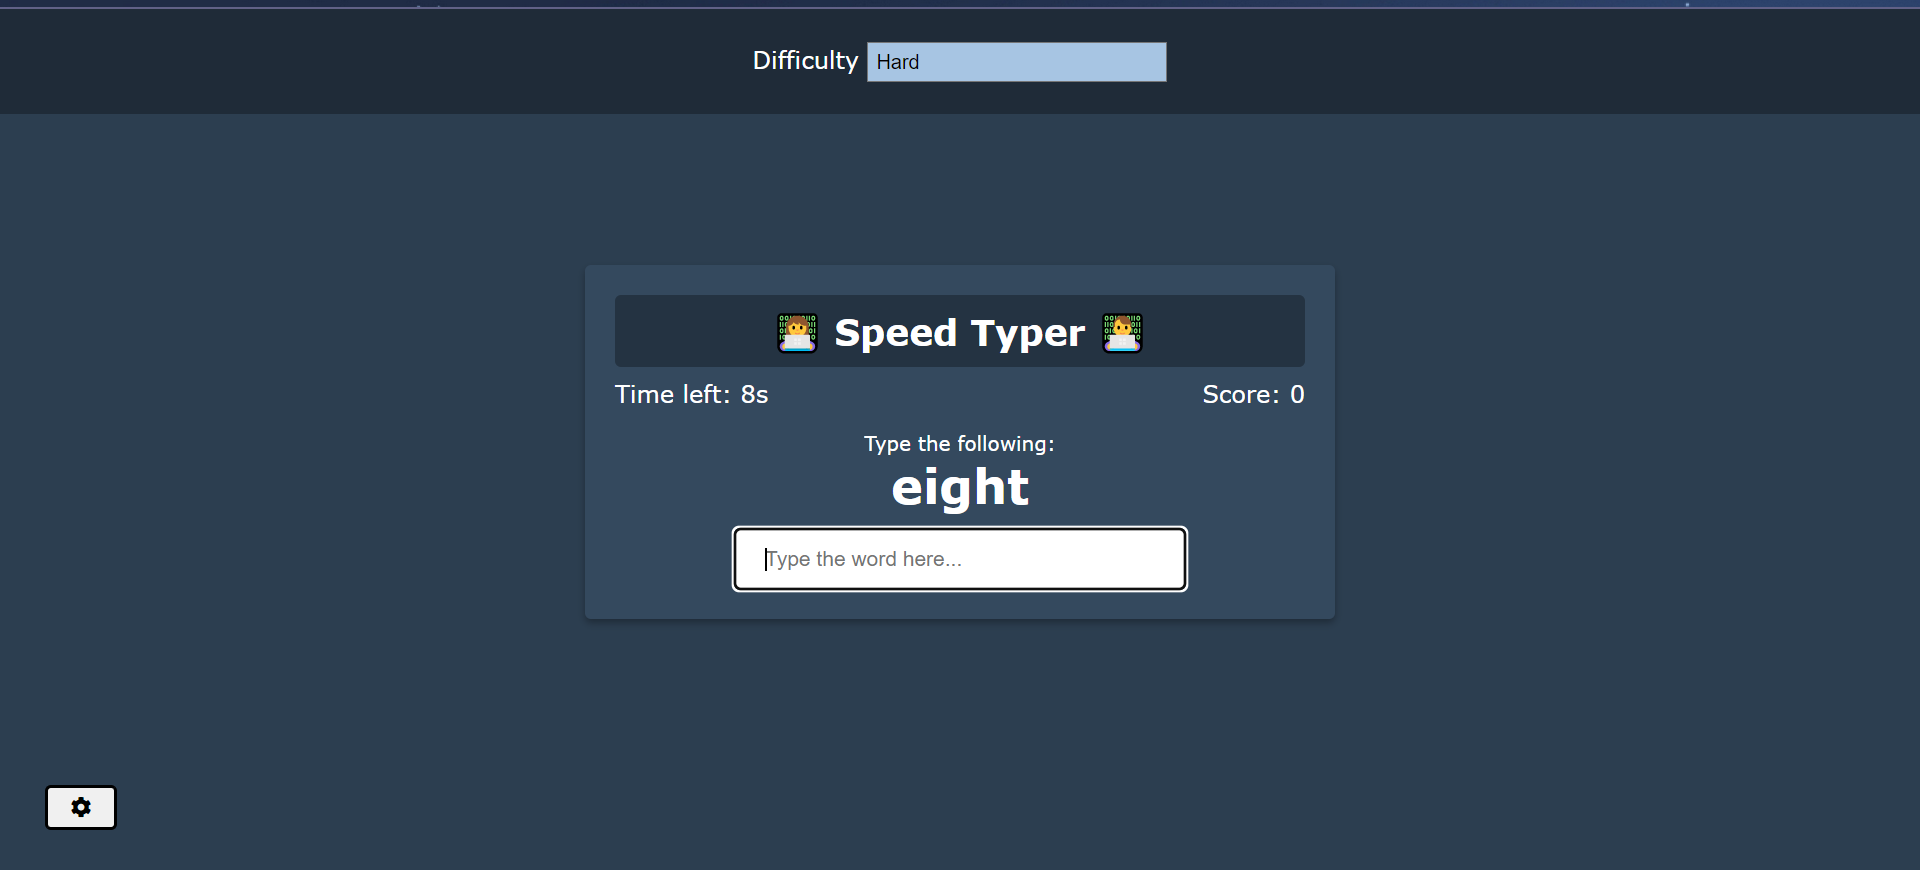 Difficulty Hard
Speed Typer
Time left: 8s Score: 0
Type the following:
eight
Type the word here...